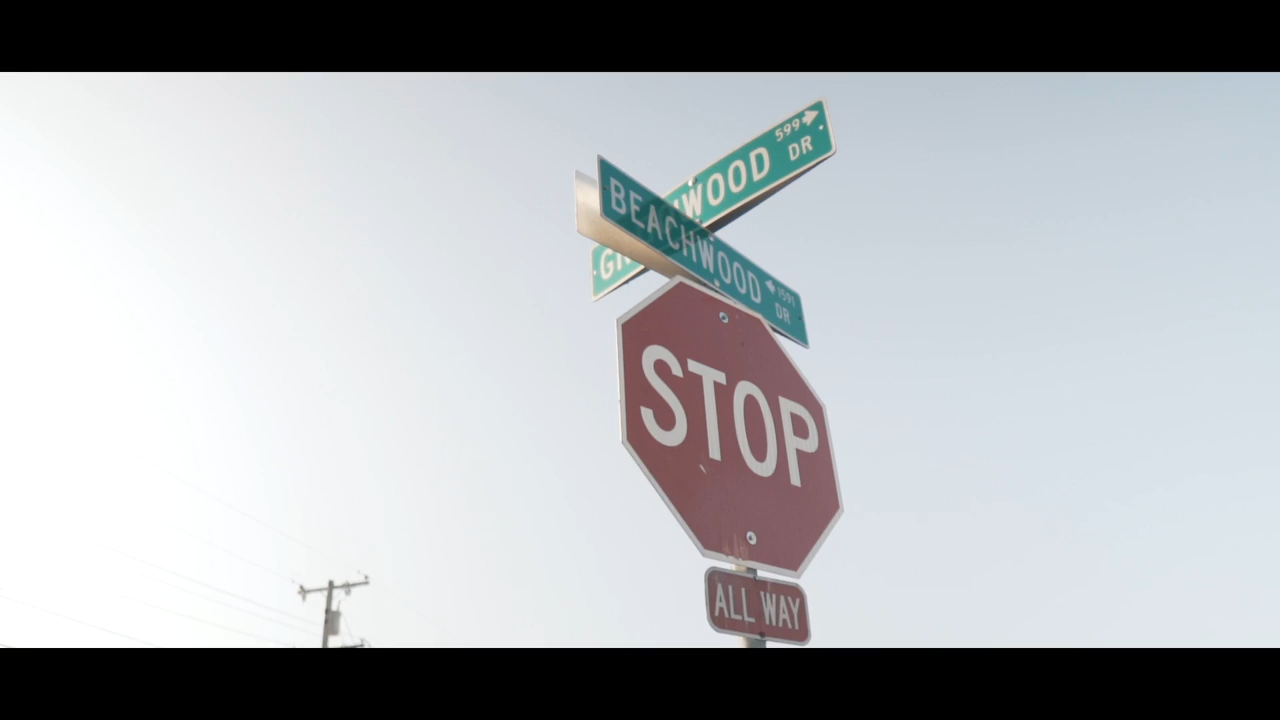 599
WOOD DR
BEACHWOOD DR
1591
STOP
ALL WAY